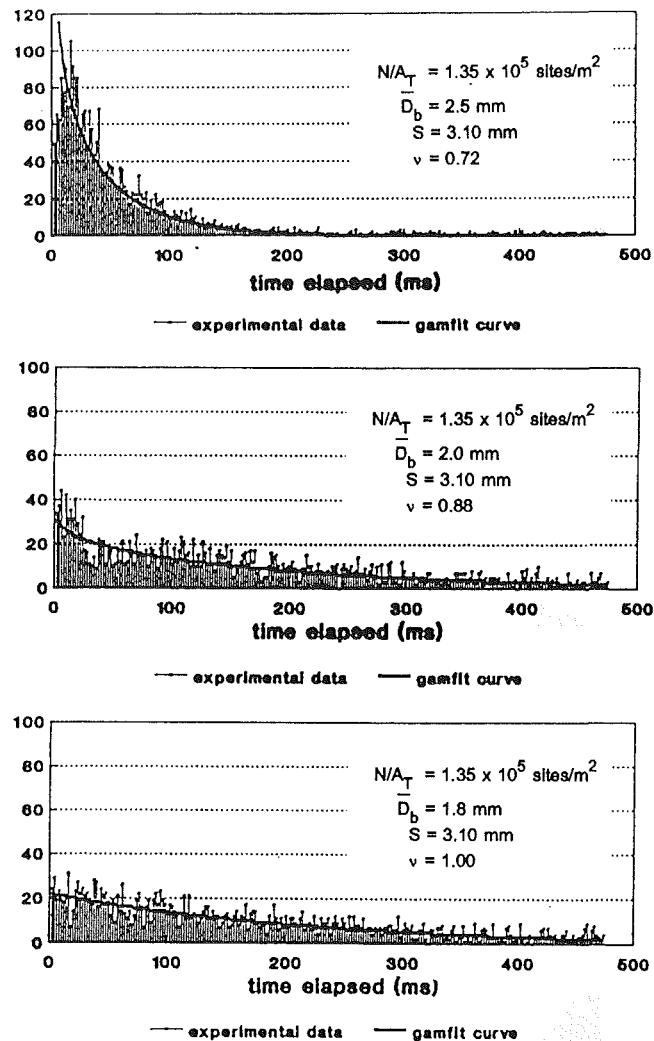 120
100
80
60
40
20
0
N/A_T = 1.35 x 10^5 sites/m^2
D̅_b = 2.5 mm
S = 3.10 mm
ν = 0.72
0 100 200 300 400 500
time elapsed (ms)
experimental data gamfit curve
100
80
60
40
20
0
N/A_T = 1.35 x 10^5 sites/m^2
D̅_b = 2.0 mm
S = 3.10 mm
ν = 0.88
0 100 200 300 400 500
time elapsed (ms)
experimental data gamfit curve
100
80
60
40
20
0
N/A_T = 1.35 x 10^5 sites/m^2
D̅_b = 1.8 mm
S = 3.10 mm
ν = 1.00
0 100 200 300 400 500
time elapsed (ms)
experimental data gamfit curve